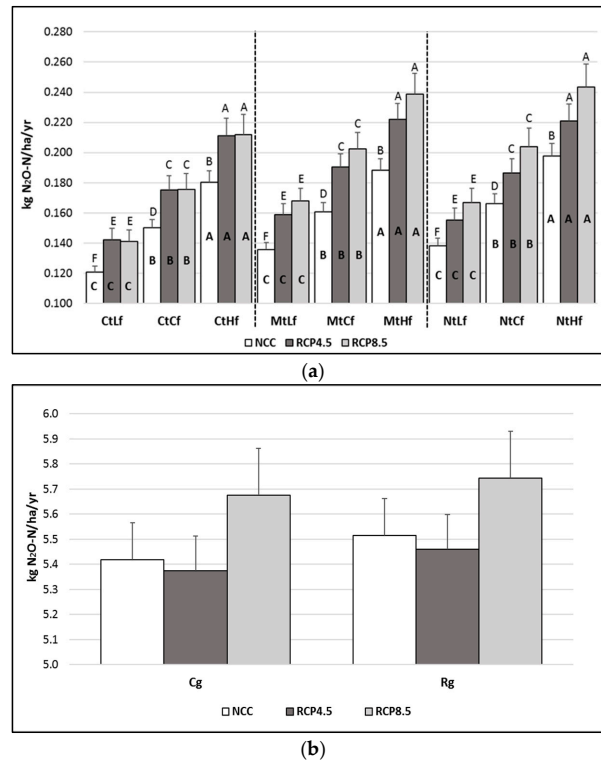 0.280
0.260
0.240
0.220
0.200
0.180
0.160
0.140
0.120
0.100
kg N₂O-N/ha/yr
F E E D C C B A A F E E D C C B A A F E E D C C B A A
C C C B B B A A A C C C B B B A A A C C C B B B A A A
CtLf CtCf CtHf MtLf MtCf MtHf NtLf NtCf NtHf
NCC RCP4.5 RCP8.5
(a)
6.0
5.9
5.8
5.7
5.6
5.5
5.4
5.3
5.2
5.1
5.0
kg N₂O-N/ha/yr
Cg Rg
NCC RCP4.5 RCP8.5
(b)